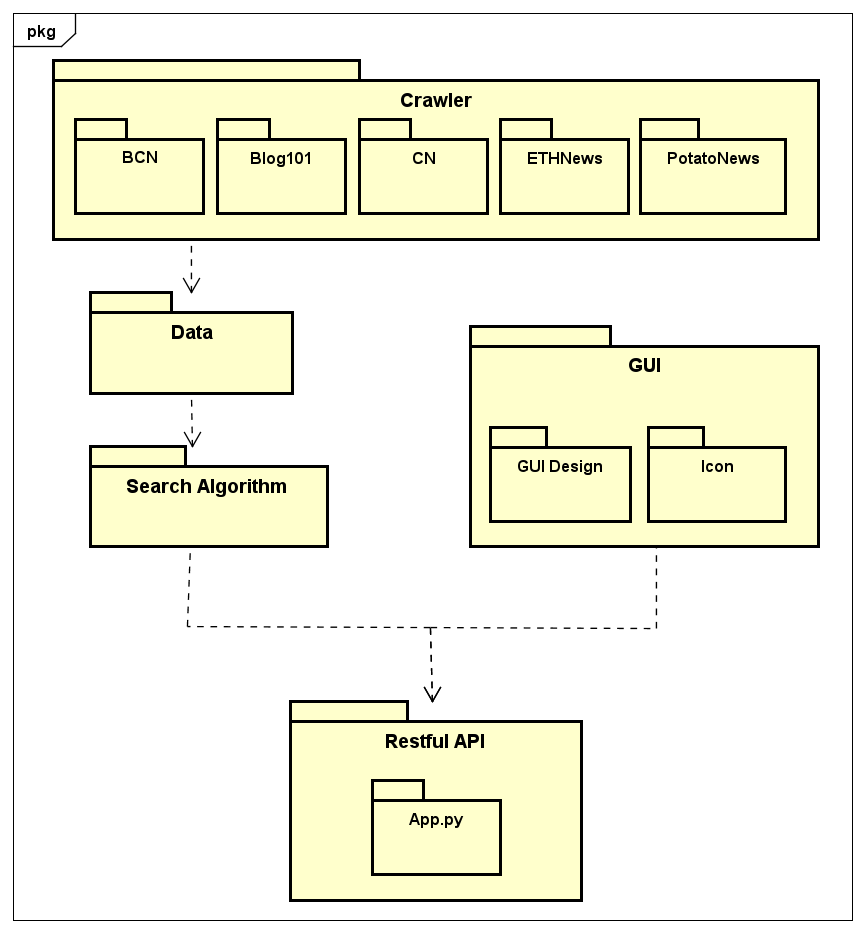 pkg
Crawler
BCN
Blog101
CN
ETHNews
PotatoNews
Data
GUI
GUI Design
Icon
Search Algorithm
Restful API
App.py